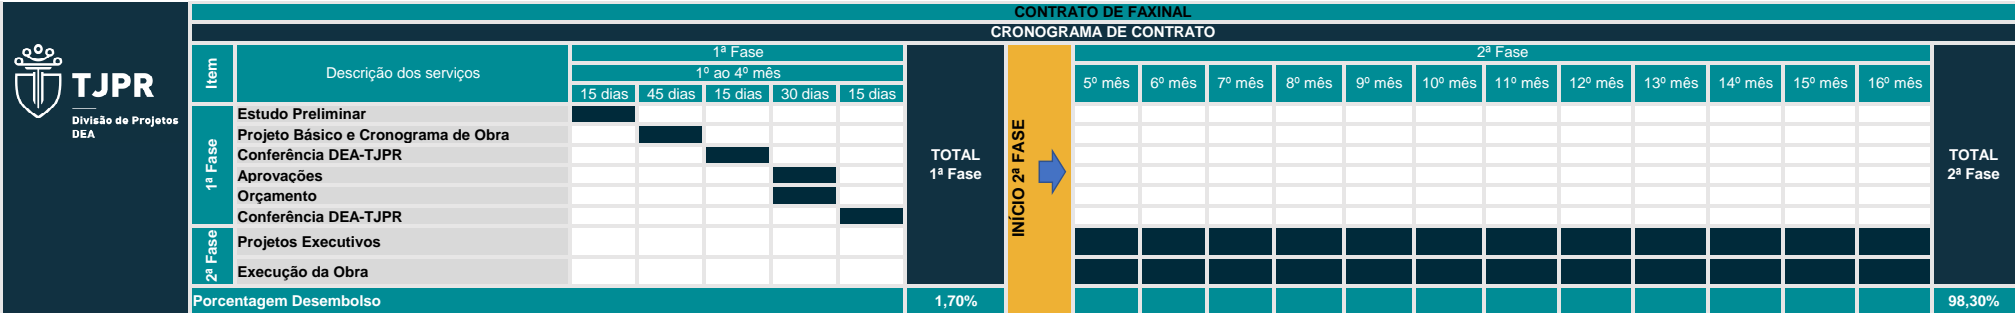 CONTRATO DE FAXINAL
CRONOGRAMA DE CONTRATO
TJPR
Divisão de Projetos
DEA
Item
Descrição dos serviços
1ª Fase
1º ao 4º mês
15 dias 45 dias 15 dias 30 dias 15 dias
TOTAL
1ª Fase
INÍCIO 2ª FASE
2ª Fase
5º mês 6º mês 7º mês 8º mês 9º mês 10º mês 11º mês 12º mês 13º mês 14º mês 15º mês 16º mês
TOTAL
2ª Fase
1ª Fase
Estudo Preliminar
Projeto Básico e Cronograma de Obra
Conferência DEA-TJPR
Aprovações
Orçamento
Conferência DEA-TJPR
2ª Fase
Projetos Executivos
Execução da Obra
Porcentagem Desembolso 1,70% 98,30%